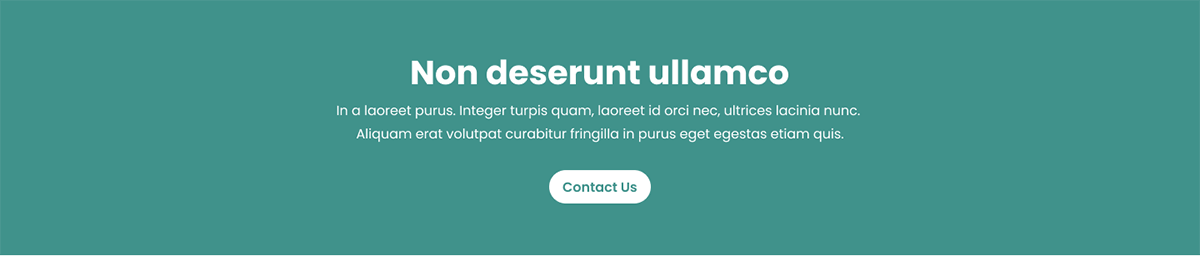 Non deserunt ullamco
In a laoreet purus. Integer turpis quam, laoreet id orci nec, ultrices lacinia nunc.
Aliquam erat volutpat curabitur fringilla in purus eget egestas etiam quis.
Contact Us